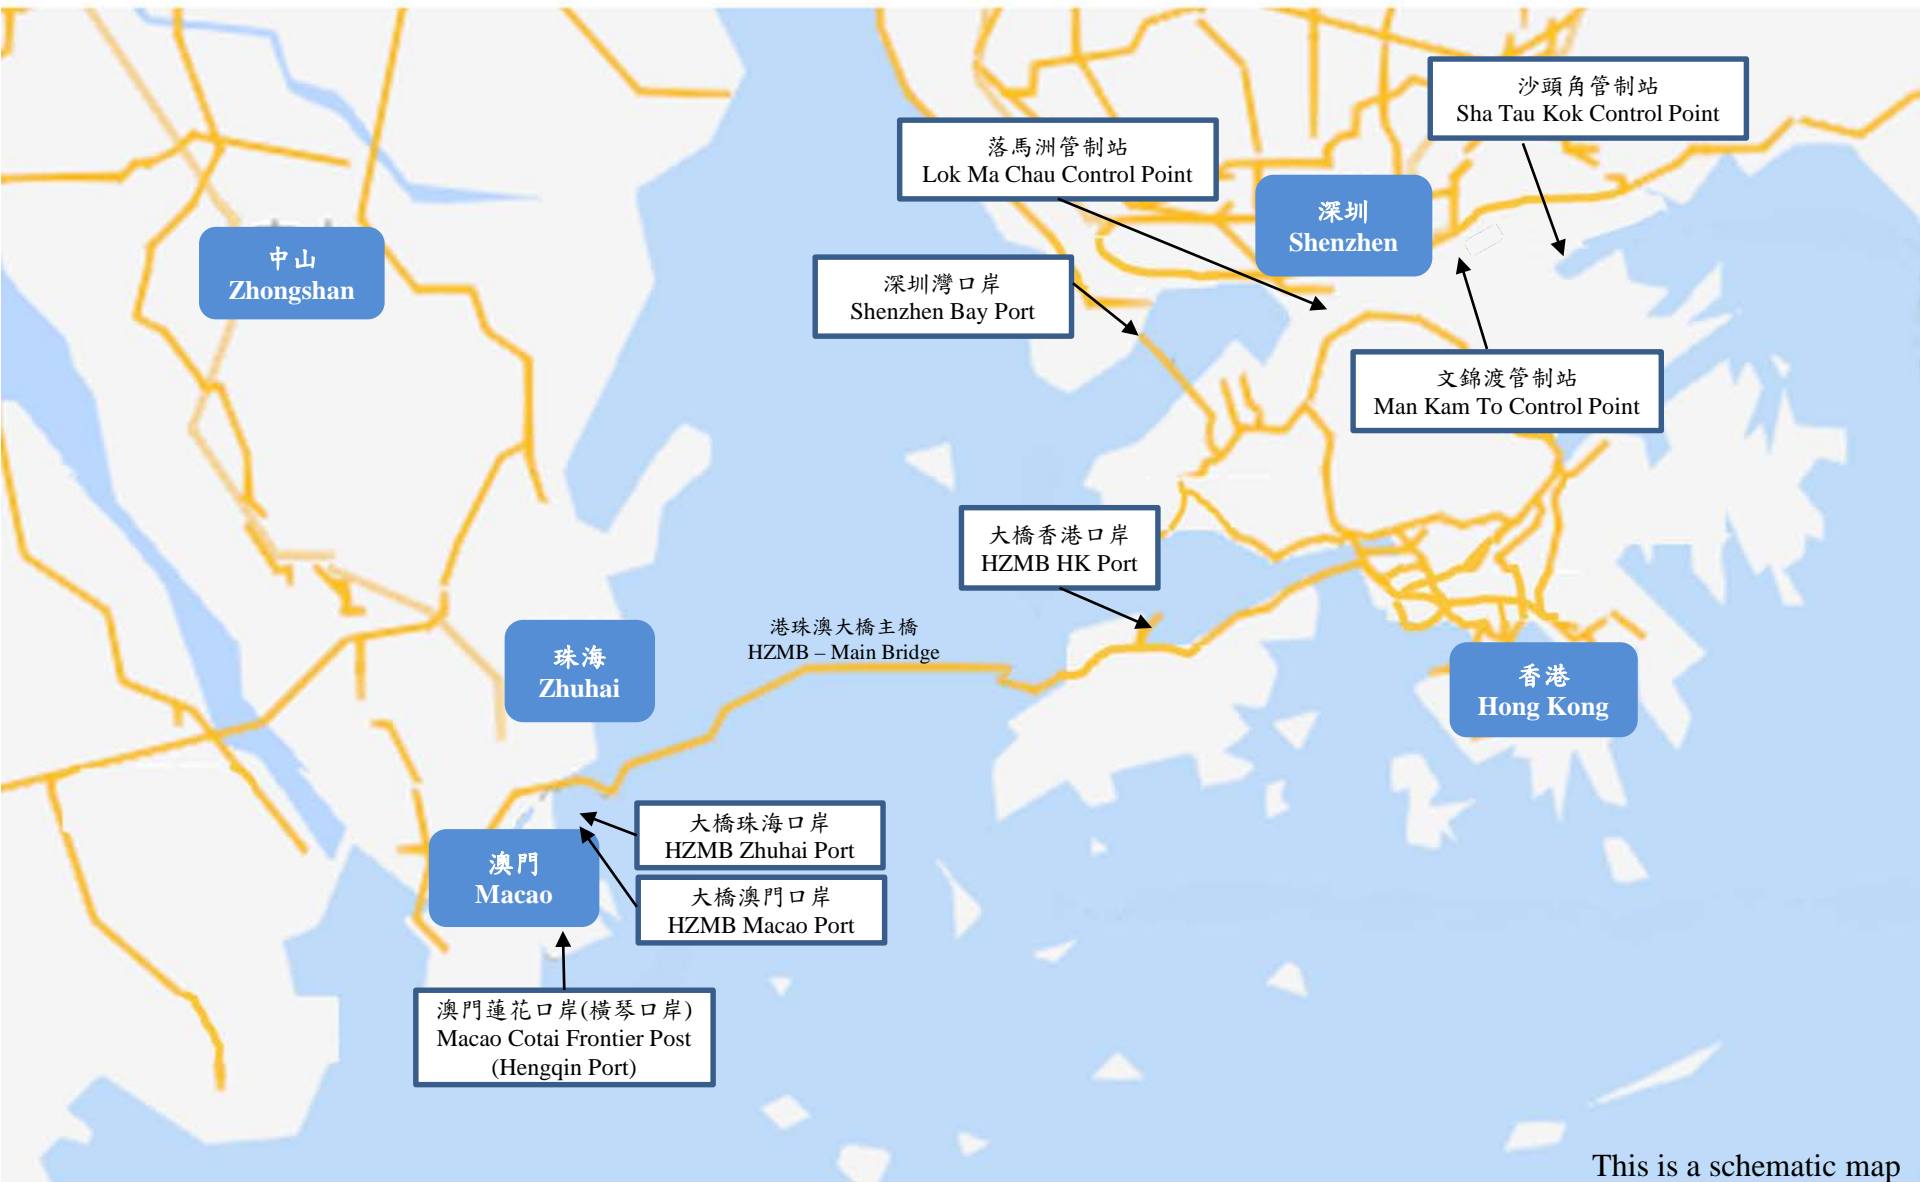 沙頭角管制站
Sha Tau Kok Control Point
落馬洲管制站
Lok Ma Chau Control Point
深圳
Shenzhen
中山
Zhongshan
深圳灣口岸
Shenzhen Bay Port
文錦渡管制站
Man Kam To Control Point
大橋香港口岸
HZMB HK Port
港珠澳大橋主橋
HZMB – Main Bridge
珠海
Zhuhai
香港
Hong Kong
大橋珠海口岸
HZMB Zhuhai Port
澳門
Macao
大橋澳門口岸
HZMB Macao Port
澳門蓮花口岸(橫琴口岸)
Macao Cotai Frontier Post
(Hengqin Port)
This is a schematic map